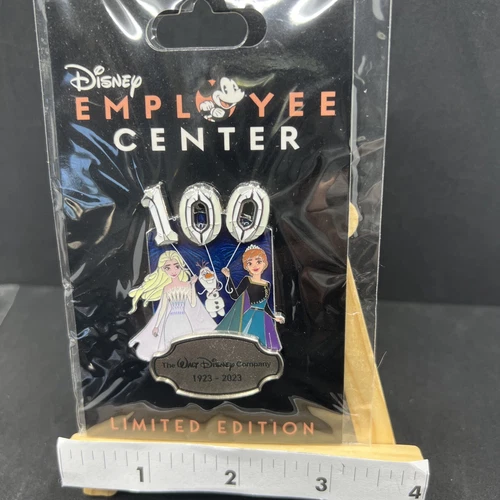 Disney
EMPLOYEE
CENTER
100
The Walt Disney Company
1923 - 2023
LIMITED EDITION
1 2 3 4